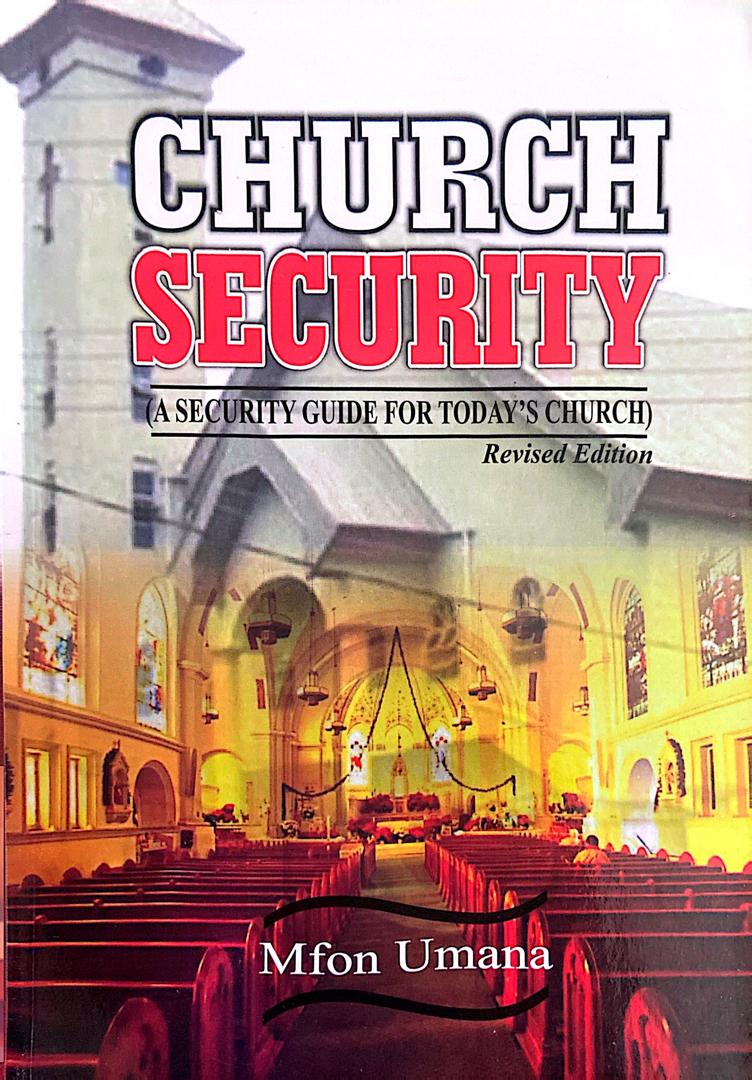 CHURCH
SECURITY
(A SECURITY GUIDE FOR TODAY'S CHURCH)
Revised Edition
Mfon Umana